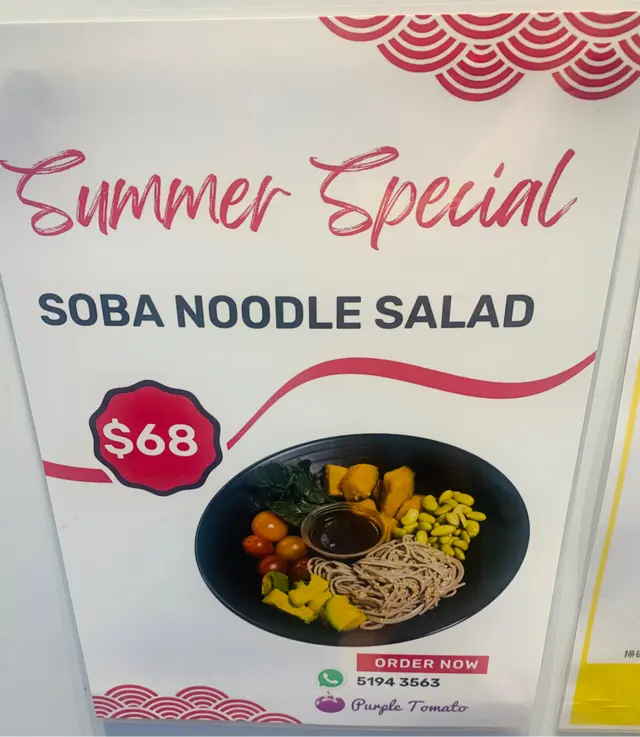 Summer Special
SOBA NOODLE SALAD
$68
ORDER NOW
5194 3563
Purple Tomato